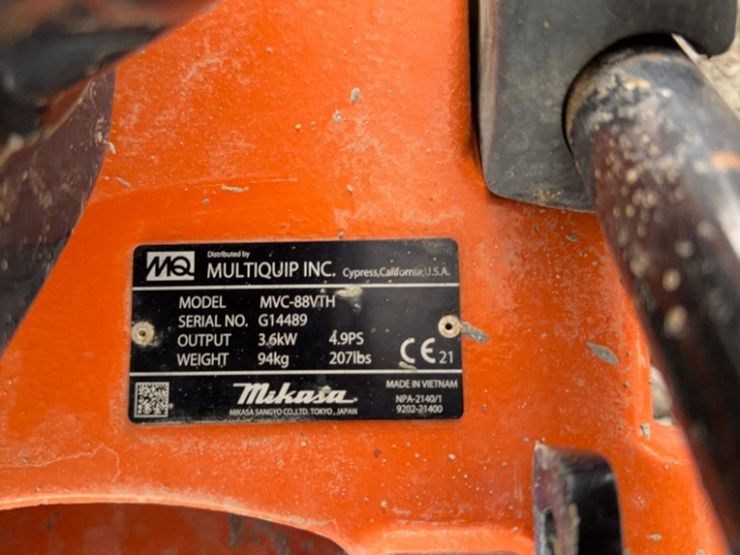 MQ Distributed by
MULTIQUIP INC. Cypress,California,U.S.A.
MODEL MVC-88VTH
SERIAL NO. G14489
OUTPUT 3.6kW 4.9PS
WEIGHT 94kg 207lbs CE 21
Mikasa
MIKASA SANGYO CO.,LTD. TOKYO, JAPAN
MADE IN VIETNAM
NPA-2140/1
9202-21400